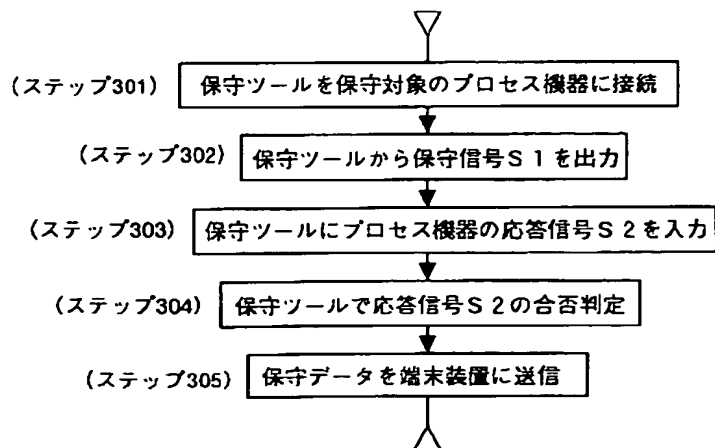 (ステップ301) 保守ツールを保守対象のプロセス機器に接続
(ステップ302) 保守ツールから保守信号S1を出力
(ステップ303) 保守ツールにプロセス機器の応答信号S2を入力
(ステップ304) 保守ツールで応答信号S2の合否判定
(ステップ305) 保守データを端末装置に送信